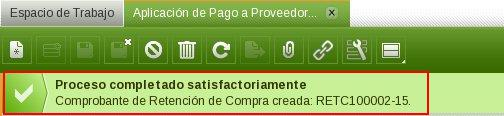 Espacio de Trabajo
Aplicación de Pago a Proveedor...
Proceso completado satisfactoriamente
Comprobante de Retención de Compra creada: RETC100002-15.